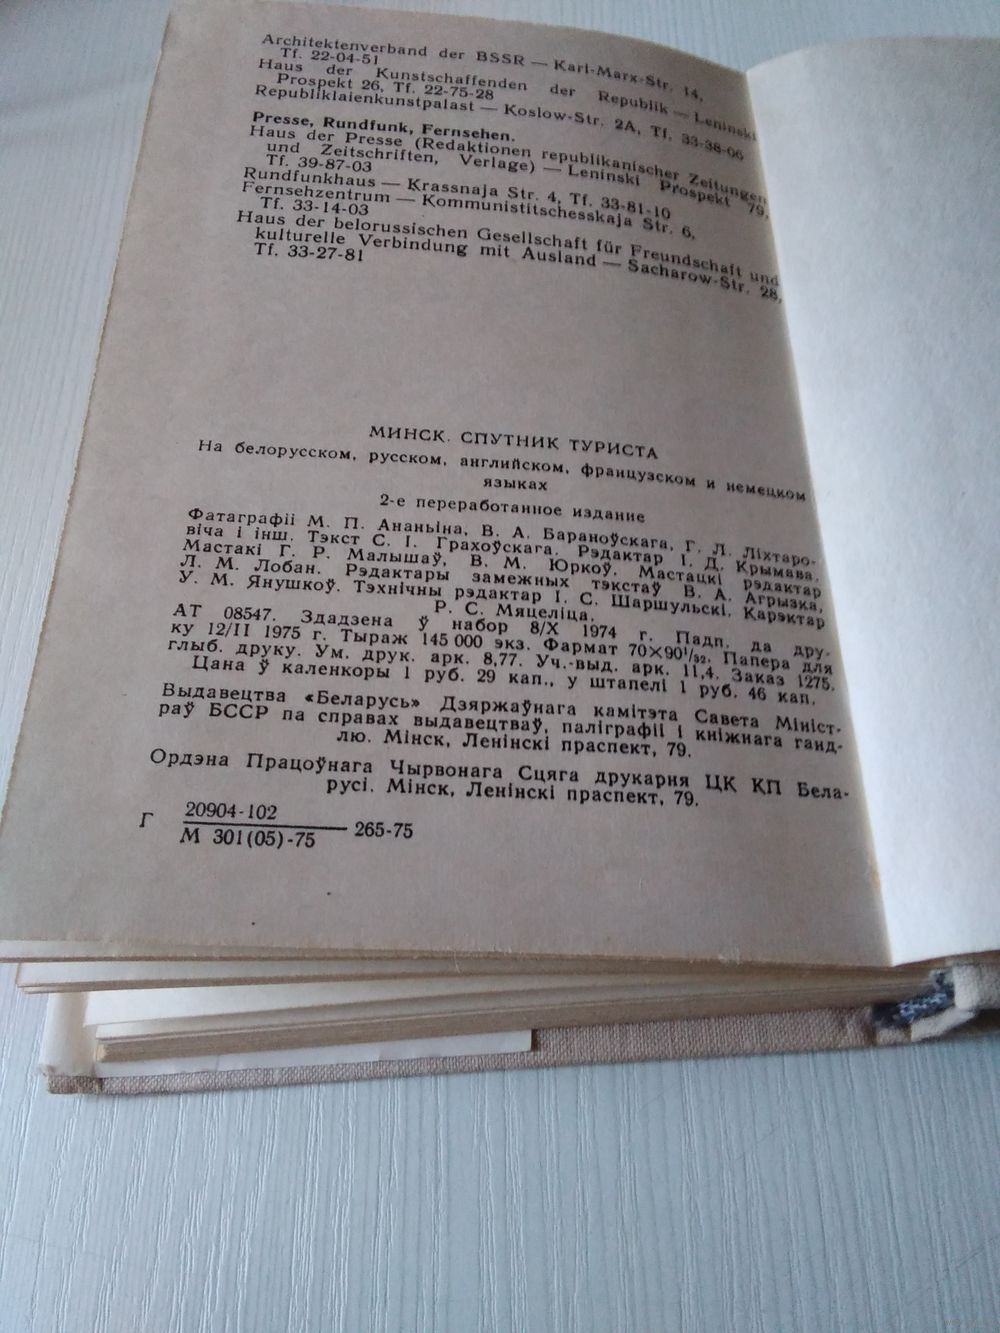 Architektenverband der BSSR — Karl-Marx-Str. 14,
Tf. 22-04-51
Haus der Kunstschaffenden der Republik — Leninski
Prospekt 26, Tf. 22-75-28
Republiklaienkunstpalast — Koslow-Str. 2A, Tf. 33-38-06
Presse, Rundfunk, Fernsehen.
Haus der Presse (Redaktionen republikanischer Zeitungen
und Zeitschriften, Verlage) — Leninski Prospekt 79,
Tf. 39-87-03
Rundfunkhaus — Krassnaja Str. 4, Tf. 33-81-10
Fernsehzentrum — Kommunistitschesskaja Str. 6,
Tf. 33-14-03
Haus der belorussischen Gesellschaft für Freundschaft und
kulturelle Verbindung mit Ausland — Sacharow-Str. 28,
Tf. 33-27-81
МИНСК. СПУТНИК ТУРИСТА
На белорусском, русском, английском, французском и немецком
языках
2-е переработанное издание
Фатаграфіі М. П. Ананьіна, В. А. Бараноўскага, Г. Л. Ліхтаро-
віча і інш. Тэкст С. І. Грахоўскага. Рэдактар І. Д. Крымава.
Мастакі Г. Р. Малышаў, В. М. Юркоў. Мастацкі рэдактар
Л. М. Лобан. Рэдактары замежных тэкстаў В. А. Агрызка,
У. М. Янушкоў. Тэхнічны рэдактар І. С. Шаршульскі. Карэктар
Р. С. Мяцеліца.
АТ 08547. Здадзена ў набор 8/X 1974 г. Падп. да дру-
ку 12/II 1975 г. Тыраж 145 000 экз. Фармат 70×90¹/₃₂. Папера для
глыб. друку. Ум. друк. арк. 8,77. Уч.-выд. арк. 11,4. Заказ 1275.
Цана ў каленкоры 1 руб. 29 кап., у штапелі 1 руб. 46 кап.
Выдавецтва «Беларусь» Дзяржаўнага камітэта Савета Мініст-
раў БССР па справах выдавецтваў, паліграфіі і кніжнага ганд-
лю. Мінск, Ленінскі праспект, 79.
Ордэна Працоўнага Чырвонага Сцяга друкарня ЦК КП Бела-
русі. Мінск, Ленінскі праспект, 79.
20904-102
Г М 301(05)-75 265-75